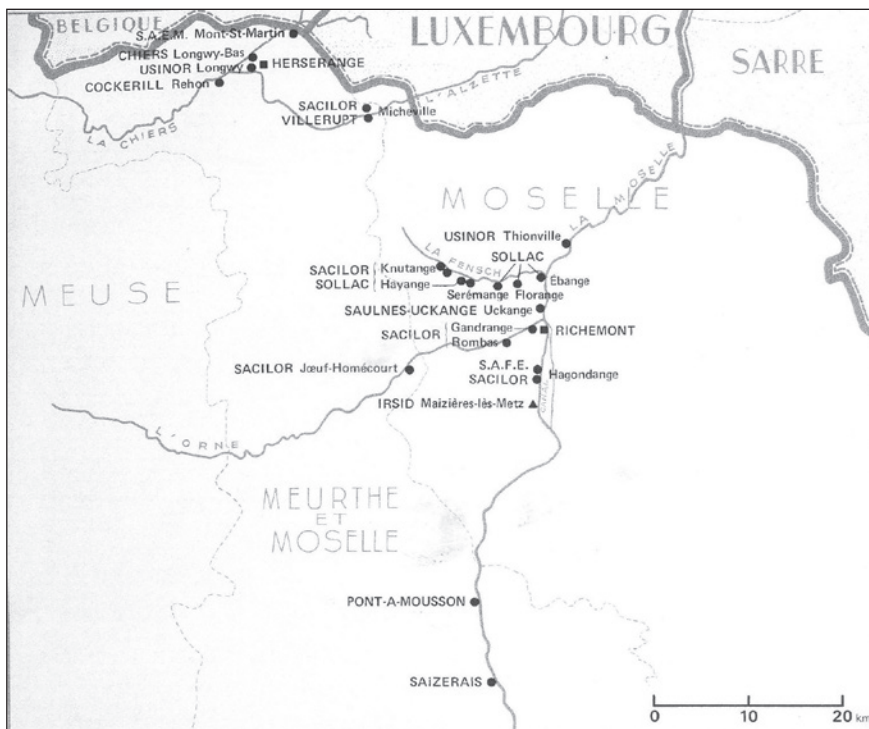 BELGIQUE
LUXEMBOURG
SARRE
S.A.E.M. Mont-St-Martin
CHIERS Longwy-Bas
USINOR Longwy
HERSERANGE
COCKERILL Rehon
L'ALZETTE
SACILOR
VILLERUPT
Micheville
LA CHIERS
MOSELLE
LA MOSELLE
USINOR Thionville
LA FENSCH
SOLLAC
SACILOR
SOLLAC
Knutange
Hayange
Ébange
Serémange Florange
MEUSE
SAULNES-UCKANGE Uckange
SACILOR
Gandrange
Rombas
RICHEMONT
SACILOR Jœuf-Homécourt
S.A.F.E.
SACILOR
Hagondange
CANAL
IRSID Maizières-lès-Metz
L'ORNE
MEURTHE
ET
MOSELLE
PONT-A-MOUSSON
SAIZERAIS
0 10 20 km